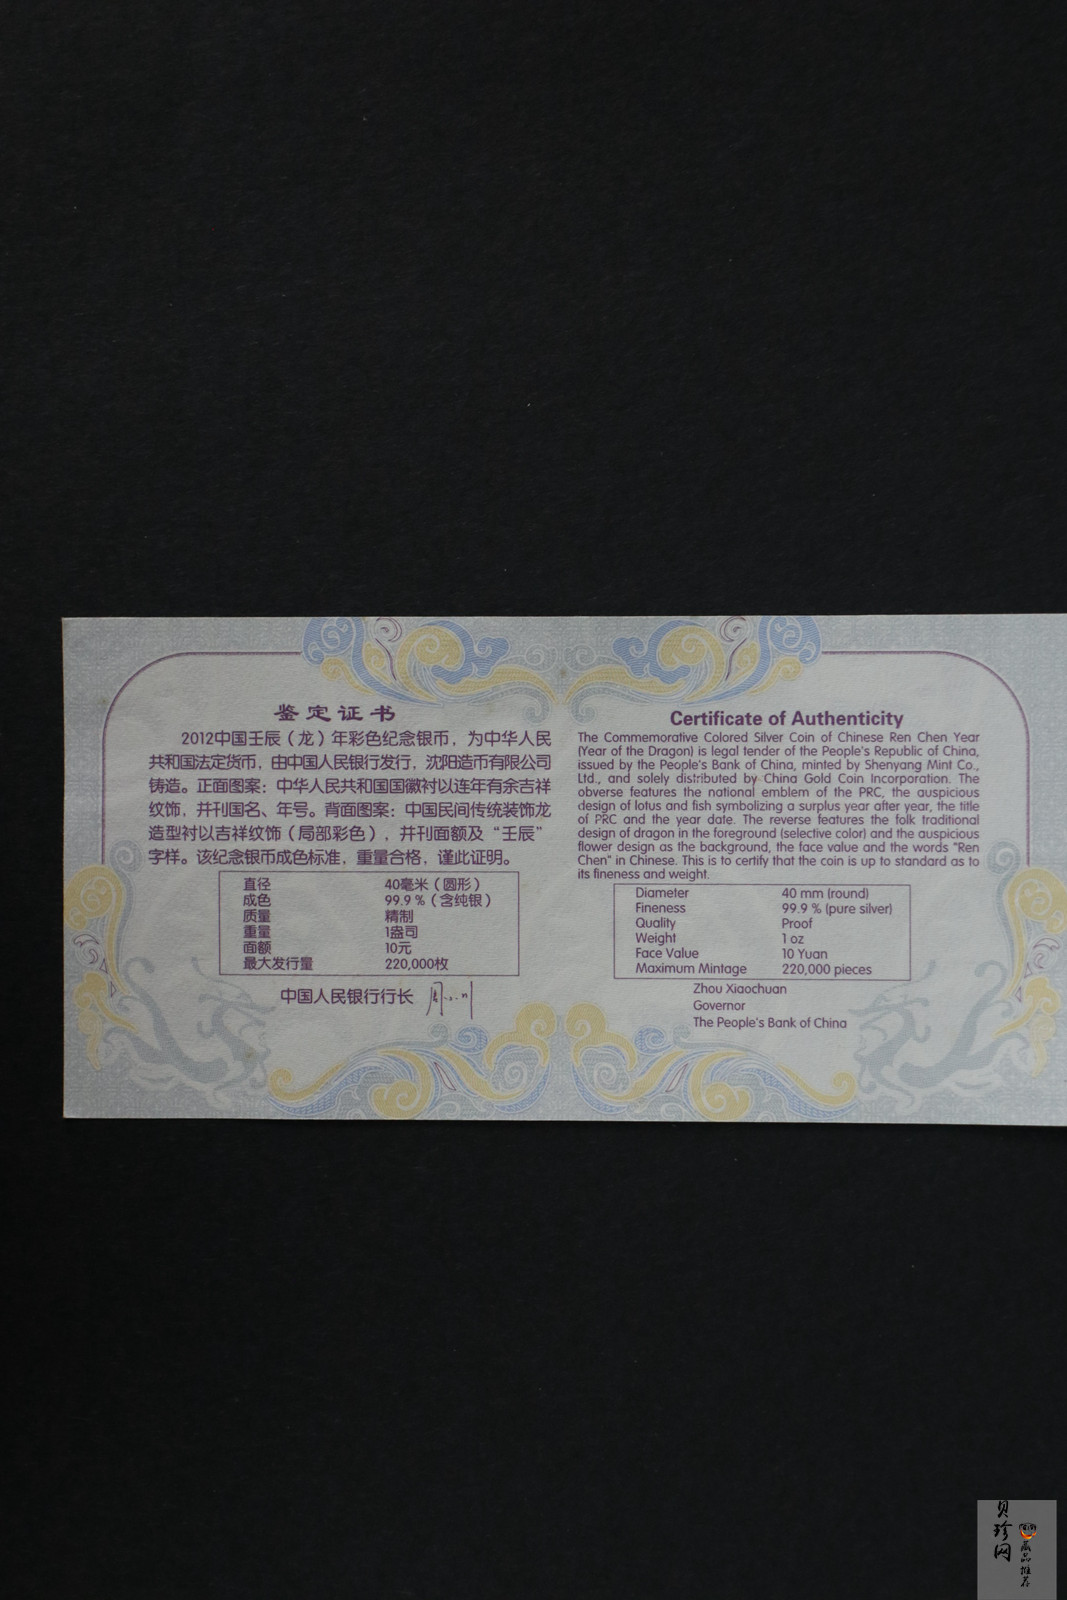 鉴定证书
2012中国壬辰（龙）年彩色纪念银币，为中华人民
共和国法定货币，由中国人民银行发行，沈阳造币有限公司
铸造。正面图案：中华人民共和国国徽衬以连年有余吉祥
纹饰，并刊国名、年号。背面图案：中国民间传统装饰龙
造型衬以吉祥纹饰（局部彩色），并刊面额及“壬辰”
字样。该纪念银币成色标准，重量合格，谨此证明。
直径 40毫米（圆形）
成色 99.9%（含纯银）
质量 精制
重量 1盎司
面额 10元
最大发行量 220,000枚
中国人民银行行长
Certificate of Authenticity
The Commemorative Colored Silver Coin of Chinese Ren Chen Year
(Year of the Dragon) is legal tender of the People's Republic of China,
issued by the People's Bank of China, minted by Shenyang Mint Co.,
Ltd., and solely distributed by China Gold Coin Incorporation. The
obverse features the national emblem of the PRC, the auspicious
design of lotus and fish symbolizing a surplus year after year, the title
of PRC and the year date. The reverse features the folk traditional
design of dragon in the foreground (selective color) and the auspicious
flower design as the background, the face value and the words "Ren
Chen" in Chinese. This is to certify that the coin is up to standard as to
its fineness and weight.
Diameter 40 mm (round)
Fineness 99.9 % (pure silver)
Quality Proof
Weight 1 oz
Face Value 10 Yuan
Maximum Mintage 220,000 pieces
Zhou Xiaochuan
Governor
The People's Bank of China
贝珍网
藏品推荐